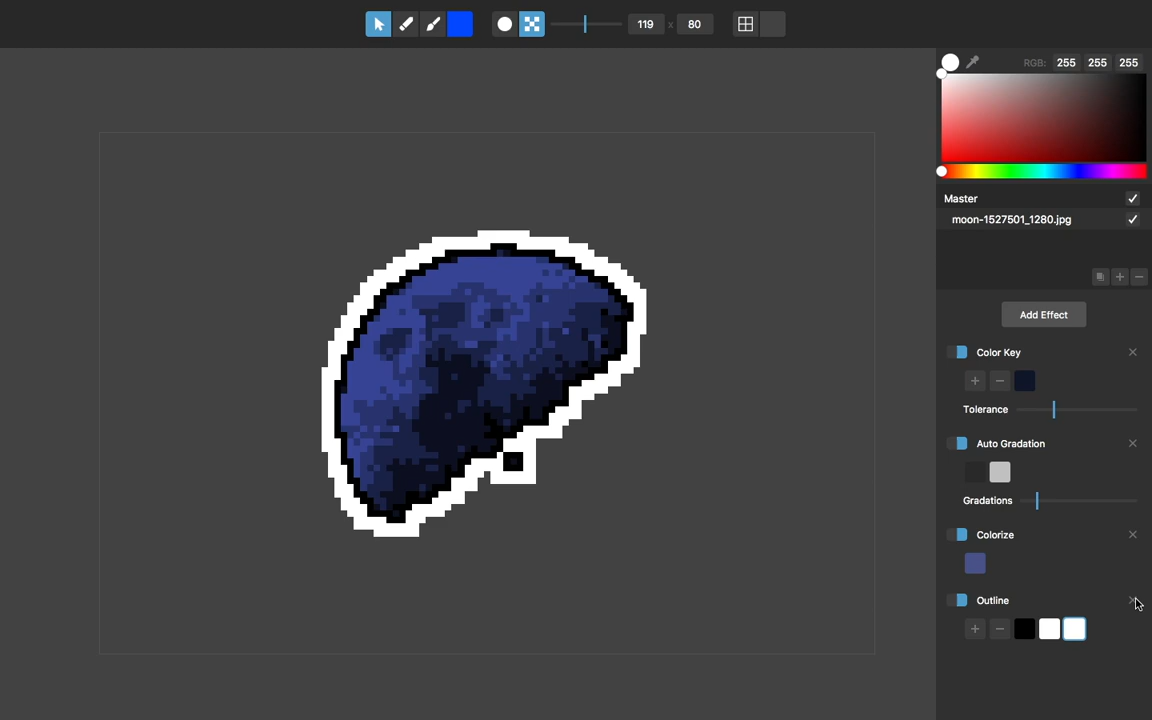 119 x 80
RGB: 255 255 255
Master
moon-1527501_1280.jpg
Add Effect
Color Key
Tolerance
Auto Gradation
Gradations
Colorize
Outline